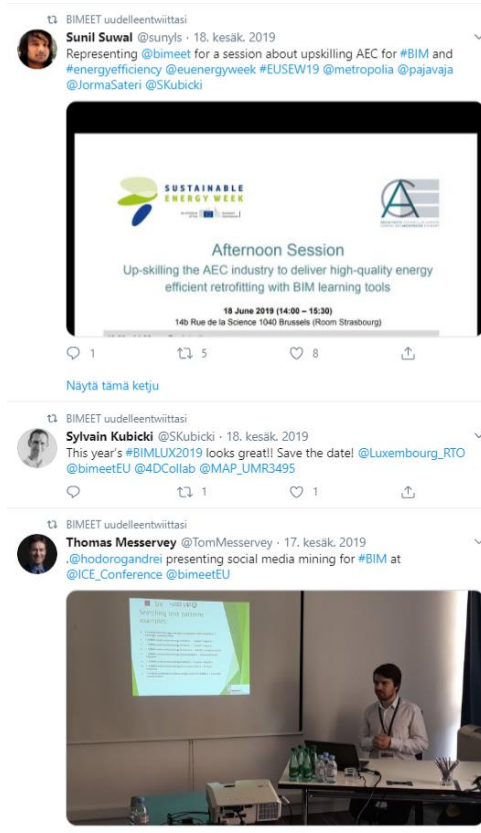 BIMEET uudelleentwiittasi
Sunil Suwal @sunyls · 18. kesäk. 2019
Representing @bimeet for a session about upskilling AEC for #BIM and
#energyefficiency @euenergyweek #EUSEW19 @metropolia @pajavaja
@JormaSateri @SKubicki
SUSTAINABLE
ENERGY WEEK
Afternoon Session
Up-skilling the AEC industry to deliver high-quality energy
efficient retrofitting with BIM learning tools
18 June 2019 (14:00 – 15:30)
14b Rue de la Science 1040 Brussels (Room Strasbourg)
1 5 8
Näytä tämä ketju
BIMEET uudelleentwiittasi
Sylvain Kubicki @SKubicki · 18. kesäk. 2019
This year's #BIMLUX2019 looks great!! Save the date! @Luxembourg_RTO
@bimeetEU @4DCollab @MAP_UMR3495
1 1
BIMEET uudelleentwiittasi
Thomas Messervey @TomMesservey · 17. kesäk. 2019
.@hodorogandrei presenting social media mining for #BIM at
@ICE_Conference @bimeetEU